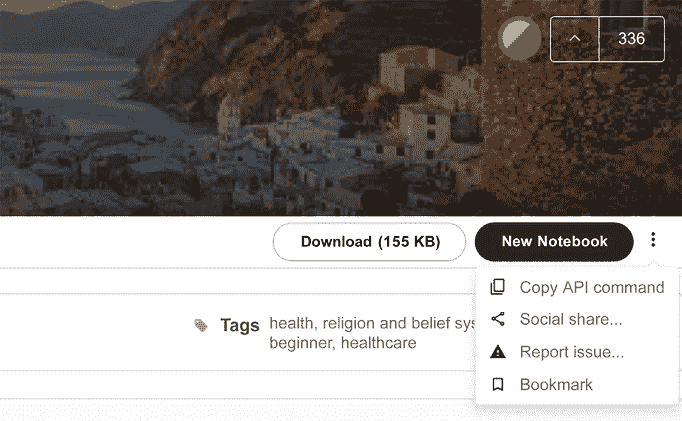 336
Download (155 KB)
New Notebook
Copy API command
Tags health, religion and belief sys
Social share...
beginner, healthcare
Report issue...
Bookmark